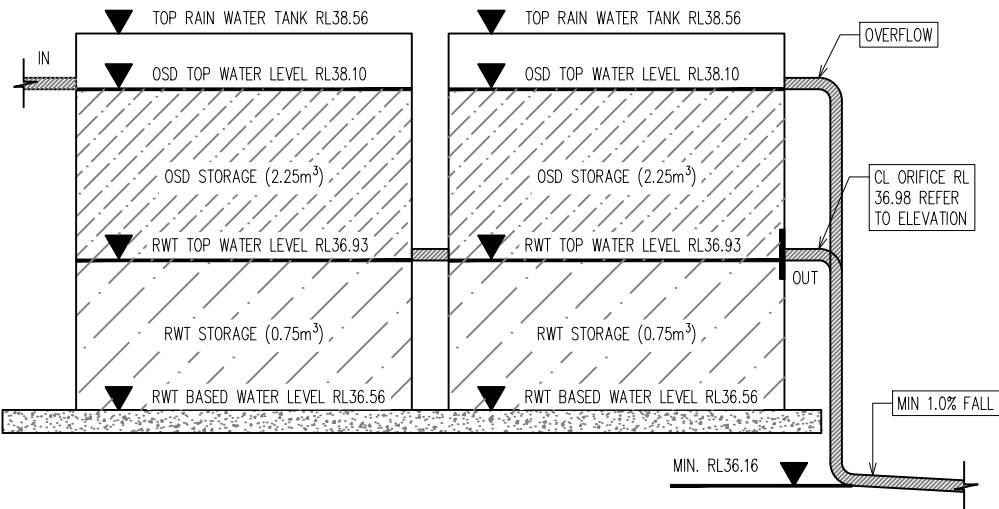 TOP RAIN WATER TANK RL38.56
TOP RAIN WATER TANK RL38.56
OVERFLOW
IN
OSD TOP WATER LEVEL RL38.10
OSD TOP WATER LEVEL RL38.10
OSD STORAGE (2.25m³)
OSD STORAGE (2.25m³)
CL ORIFICE RL
36.98 REFER
TO ELEVATION
RWT TOP WATER LEVEL RL36.93
RWT TOP WATER LEVEL RL36.93
OUT
RWT STORAGE (0.75m³)
RWT STORAGE (0.75m³)
RWT BASED WATER LEVEL RL36.56
RWT BASED WATER LEVEL RL36.56
MIN 1.0% FALL
MIN. RL36.16